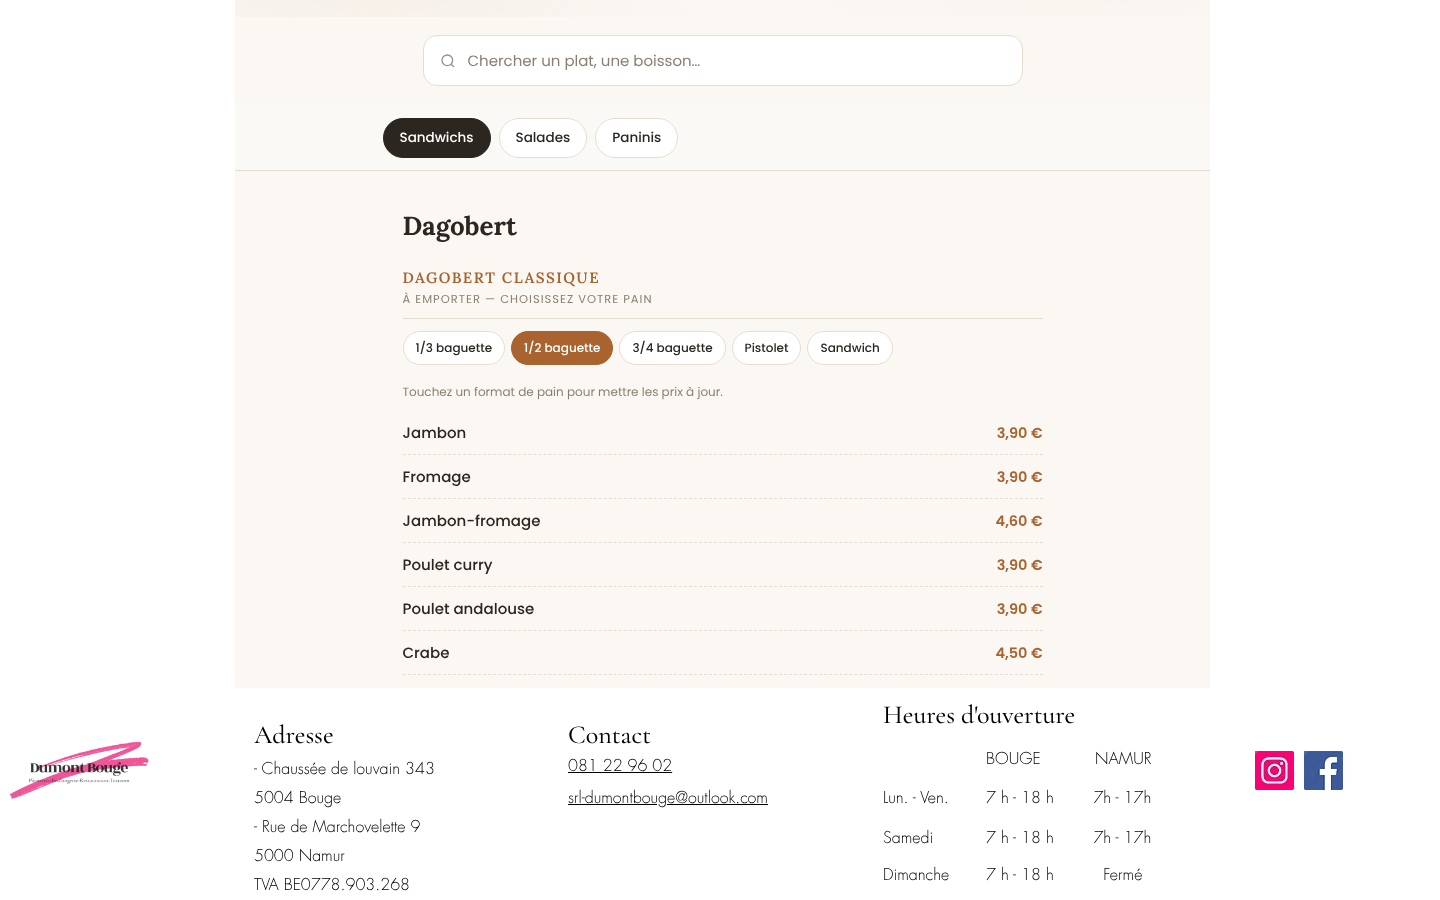 Chercher un plat, une boisson...
Sandwichs
Salades
Paninis
Dagobert
DAGOBERT CLASSIQUE
À EMPORTER — CHOISISSEZ VOTRE PAIN
1/3 baguette
1/2 baguette
3/4 baguette
Pistolet
Sandwich
Touchez un format de pain pour mettre les prix à jour.
Jambon 3,90 €
Fromage 3,90 €
Jambon-fromage 4,60 €
Poulet curry 3,90 €
Poulet andalouse 3,90 €
Crabe 4,50 €
Dumont Bouge
Adresse
- Chaussée de louvain 343
5004 Bouge
- Rue de Marchovelette 9
5000 Namur
TVA BE0778.903.268
Contact
081 22 96 02
srl-dumontbouge@outlook.com
Heures d'ouverture
BOUGE NAMUR
Lun. - Ven. 7 h - 18 h 7h - 17h
Samedi 7 h - 18 h 7h - 17h
Dimanche 7 h - 18 h Fermé